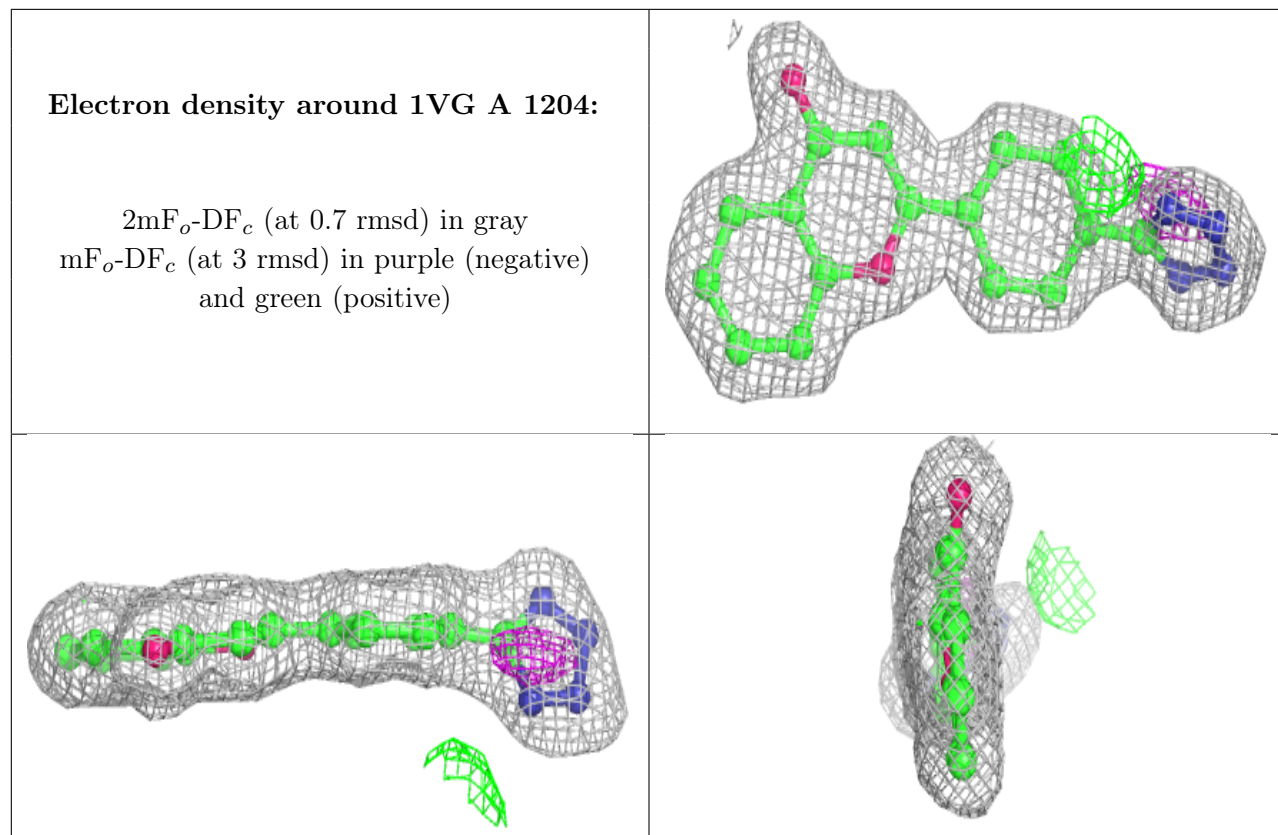 Electron density around 1VG A 1204:
2mFo-DFc (at 0.7 rmsd) in gray
mFo-DFc (at 3 rmsd) in purple (negative)
and green (positive)